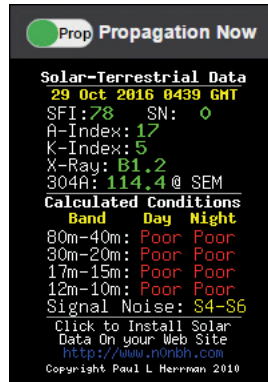 Prop Propagation Now
Solar-Terrestrial Data
29 Oct 2016 0439 GMT
SFI:78 SN: 0
A-Index:17
K-Index:5
X-Ray: B1.2
304A: 114.4@ SEM
Calculated Conditions
Band Day Night
80m-40m: Poor Poor
30m-20m: Poor Poor
17m-15m: Poor Poor
12m-10m: Poor Poor
Signal Noise: S4-S6
Click to Install Solar
Data On your Web Site
http://www.n0nbh.com
Copyright Paul L Herrman 2010